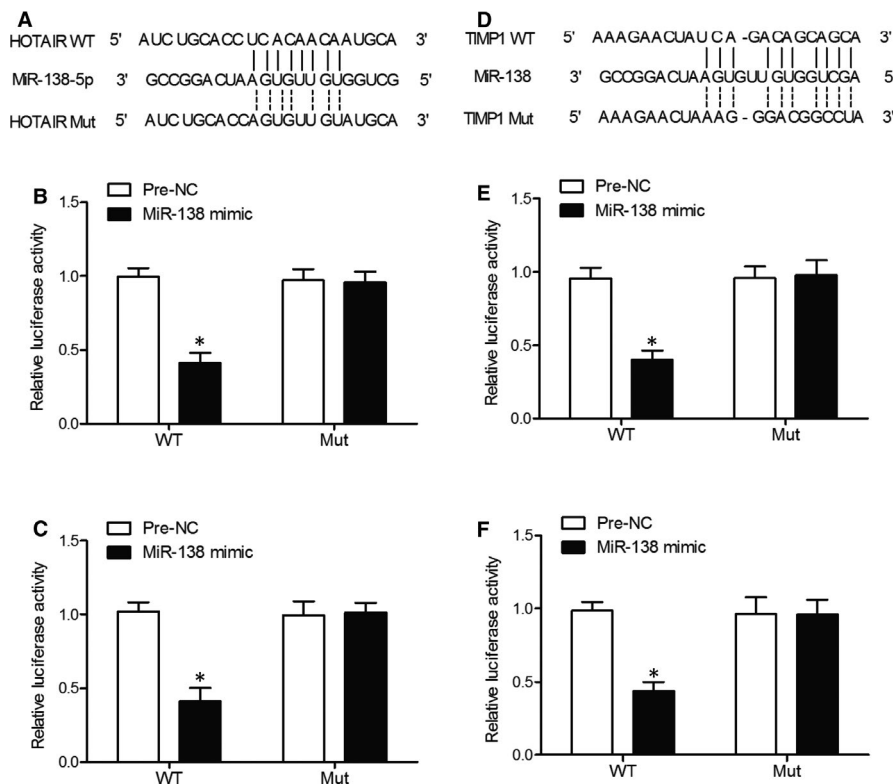 A
HOTAIR WT 5' AUCUGCACCUCACAACAAUGCA 3'
MiR-138-5p 3' GCCGGACUAAGUGUUGUGGUCG 5'
HOTAIR Mut 5' AUCUGCACCAGUGUUGUAUGCA 3'
B
Pre-NC
MiR-138 mimic
Relative luciferase activity
1.5
1.0
0.5
0.0
*
WT Mut
C
Pre-NC
MiR-138 mimic
Relative luciferase activity
1.5
1.0
0.5
0.0
*
WT Mut
D
TIMP1 WT 5' AAAGAACUAUCA - GACAGCAGCA 3'
MiR-138 3' GCCGGACUAAGUGUUGUGGUCGA 5
TIMP1 Mut 5' AAAGAACUAAAG - GGACGGCCUA 3'
E
Pre-NC
MiR-138 mimic
Relative luciferase activity
1.5
1.0
0.5
0.0
*
WT Mut
F
Pre-NC
MiR-138 mimic
Relative luciferase activity
1.5
1.0
0.5
0.0
*
WT Mut